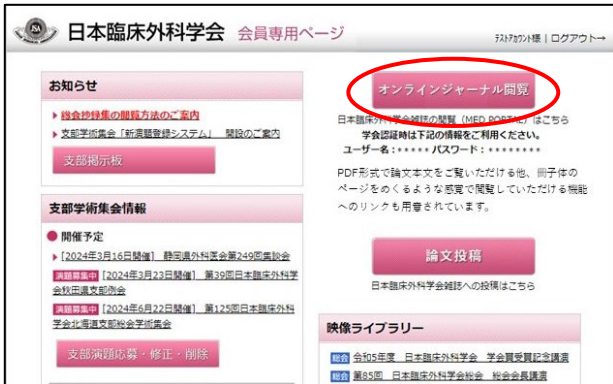 日本臨床外科学会 会員専用ページ
ﾃｽﾄｱｶｳﾝﾄ様 | ログアウト→
お知らせ
総会抄録集の閲覧方法のご案内
支部学術集会「新演題登録システム」 開設のご案内
支部掲示板
支部学術集会情報
開催予定
[2024年3月16日開催] 静岡県外科医会第249回集談会
演題募集中 [2024年3月23日開催] 第39回日本臨床外科学
会秋田県支部例会
演題募集中 [2024年6月22日開催] 第125回日本臨床外科
学会北海道支部総会学術集会
支部演題応募・修正・削除
オンラインジャーナル閲覧
日本臨床外科学会雑誌の閲覧（MED PORTAL）はこちら
学会認証時は下記の情報をご利用ください。
ユーザー名：***** パスワード：********
PDF形式で論文本文をご覧いただける他、冊子体の
ページをめくるような感覚で閲覧していただける機能
へのリンクも用意されています。
論文投稿
日本臨床外科学会雑誌への投稿はこちら
映像ライブラリー
総会 令和5年度 日本臨床外科学会 学会賞受賞記念講演
総会 第85回 日本臨床外科学会総会 総会会長講演